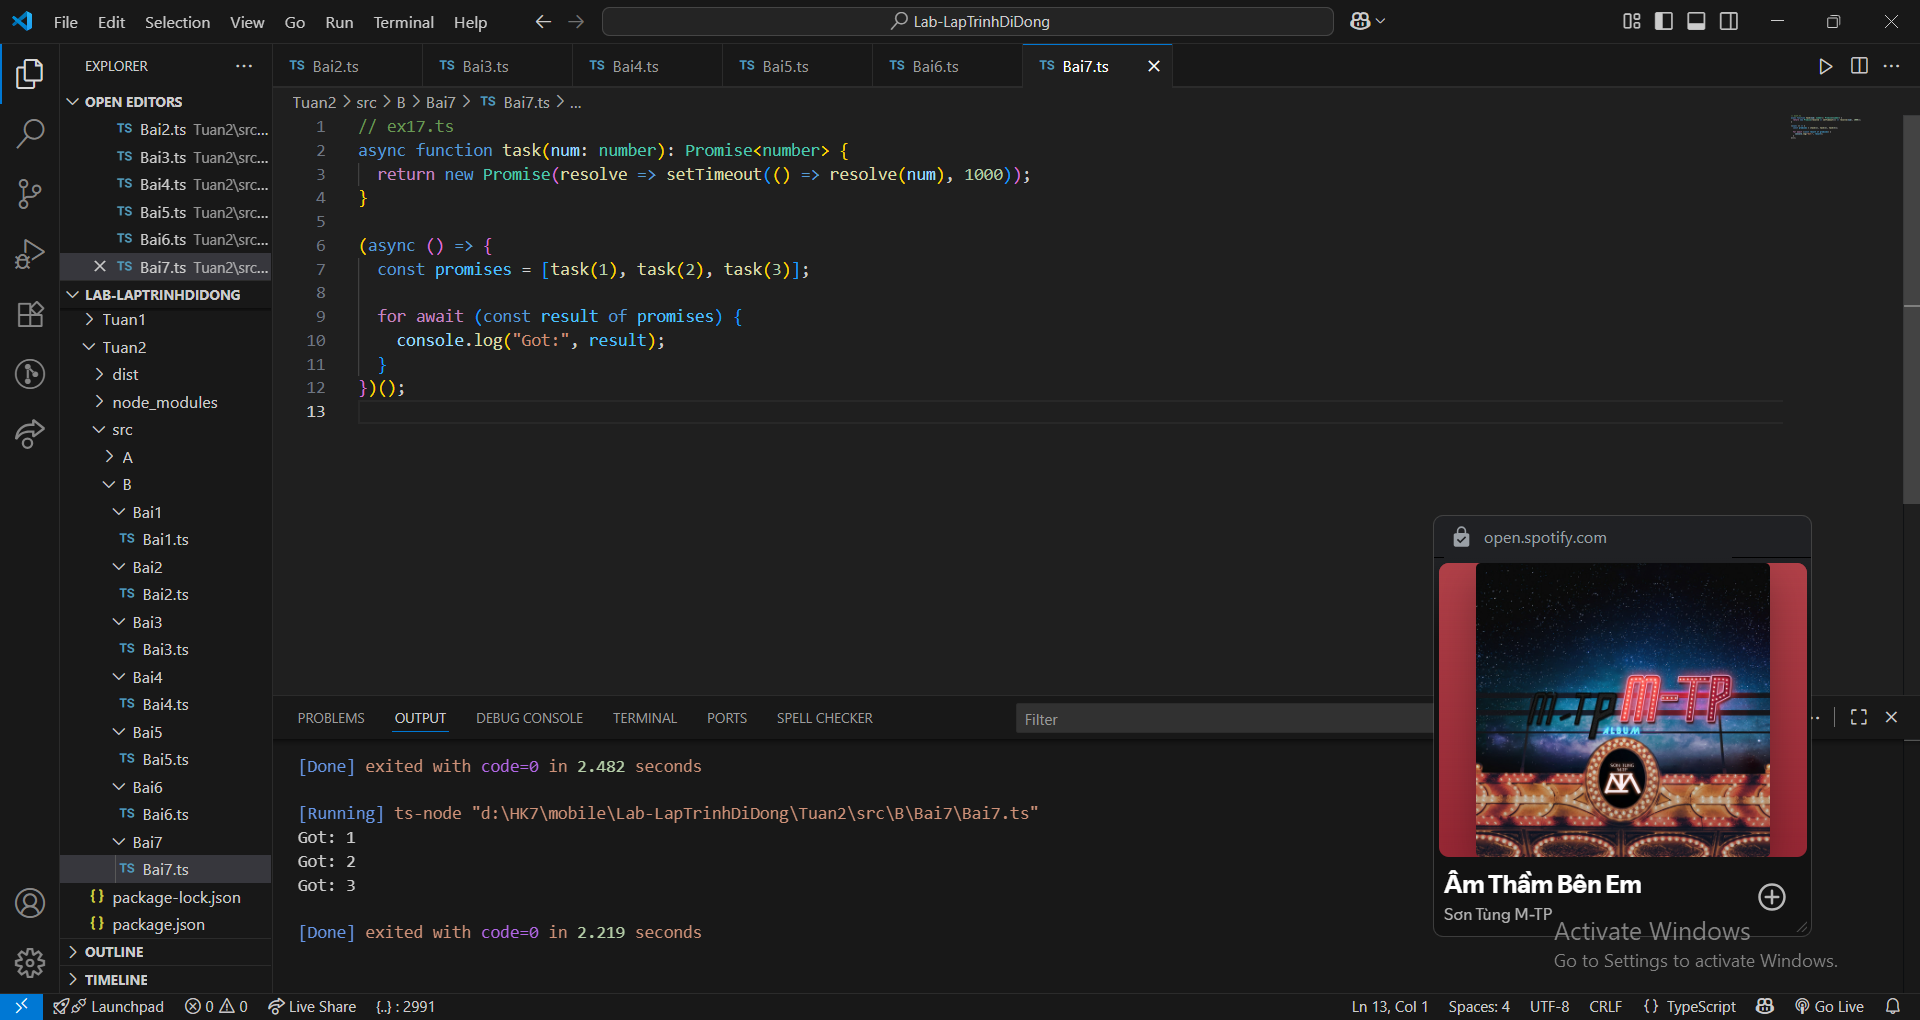 File Edit Selection View Go Run Terminal Help
Lab-LapTrinhDiDong
EXPLORER
OPEN EDITORS
TS Bai2.ts Tuan2\src...
TS Bai3.ts Tuan2\src...
TS Bai4.ts Tuan2\src...
TS Bai5.ts Tuan2\src...
TS Bai6.ts Tuan2\src...
TS Bai7.ts Tuan2\src...
LAB-LAPTRINHDIDONG
Tuan1
Tuan2
dist
node_modules
src
A
B
Bai1
TS Bai1.ts
Bai2
TS Bai2.ts
Bai3
TS Bai3.ts
Bai4
TS Bai4.ts
Bai5
TS Bai5.ts
Bai6
TS Bai6.ts
Bai7
TS Bai7.ts
{} package-lock.json
{} package.json
OUTLINE
TIMELINE
TS Bai2.ts TS Bai3.ts TS Bai4.ts TS Bai5.ts TS Bai6.ts TS Bai7.ts
Tuan2 > src > B > Bai7 > TS Bai7.ts > ...
1 // ex17.ts
2 async function task(num: number): Promise<number> {
3 return new Promise(resolve => setTimeout(() => resolve(num), 1000));
4 }
5
6 (async () => {
7 const promises = [task(1), task(2), task(3)];
8
9 for await (const result of promises) {
10 console.log("Got:", result);
11 }
12 })();
13
PROBLEMS OUTPUT DEBUG CONSOLE TERMINAL PORTS SPELL CHECKER
Filter
[Done] exited with code=0 in 2.482 seconds
[Running] ts-node "d:\HK7\mobile\Lab-LapTrinhDiDong\Tuan2\src\B\Bai7\Bai7.ts"
Got: 1
Got: 2
Got: 3
[Done] exited with code=0 in 2.219 seconds
open.spotify.com
M-TP M-TP
ALBUM
SON TUNG
MTP
Âm Thầm Bên Em
Sơn Tùng M-TP
Activate Windows
Go to Settings to activate Windows.
Launchpad 0 0 Live Share {..} : 2991
Ln 13, Col 1 Spaces: 4 UTF-8 CRLF {} TypeScript Go Live